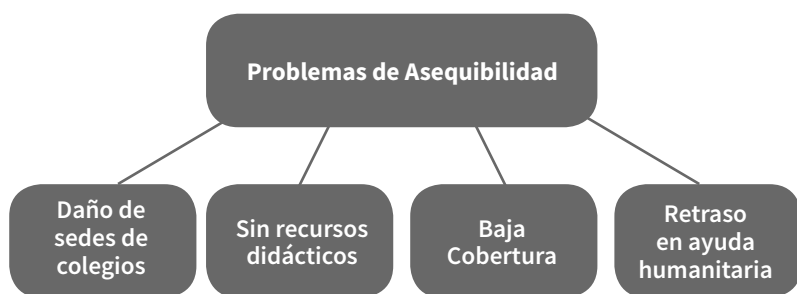 Problemas de Asequibilidad
Daño de
sedes de
colegios
Sin recursos
didácticos
Baja
Cobertura
Retraso
en ayuda
humanitaria